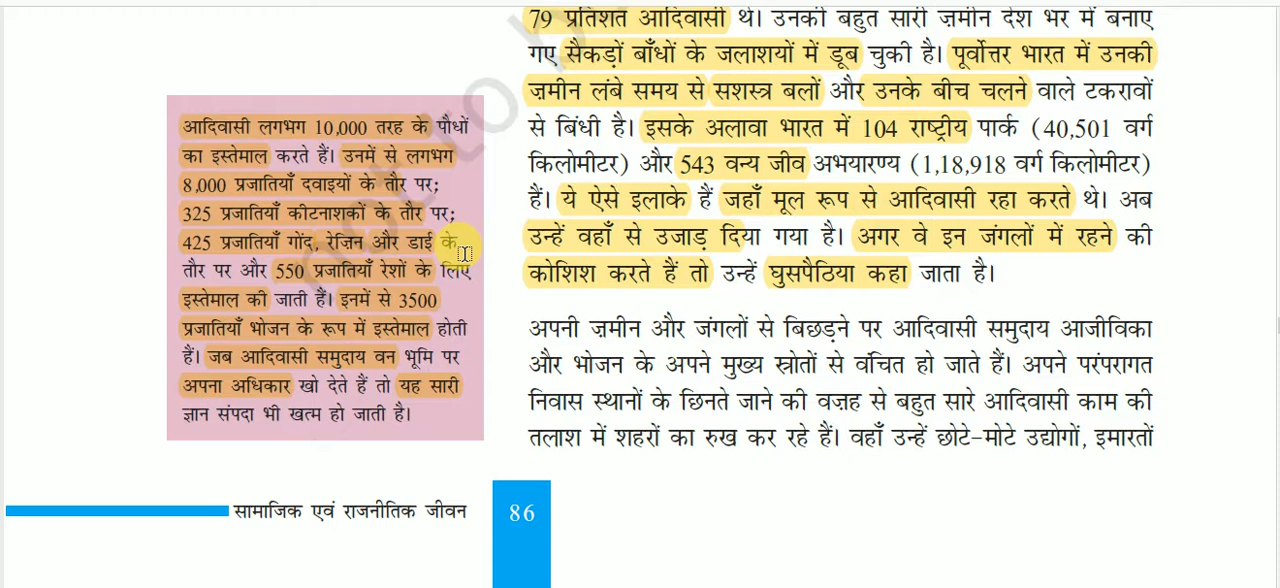 79 प्रतिशत आदिवासी थे। उनकी बहुत सारी ज़मीन देश भर में बनाए
गए सैकड़ों बाँधों के जलाशयों में डूब चुकी है। पूर्वोत्तर भारत में उनकी
ज़मीन लंबे समय से सशस्त्र बलों और उनके बीच चलने वाले टकरावों
से बिंधी है। इसके अलावा भारत में 104 राष्ट्रीय पार्क (40,501 वर्ग
किलोमीटर) और 543 वन्य जीव अभयारण्य (1,18,918 वर्ग किलोमीटर)
हैं। ये ऐसे इलाके हैं जहाँ मूल रूप से आदिवासी रहा करते थे। अब
उन्हें वहाँ से उजाड़ दिया गया है। अगर वे इन जंगलों में रहने की
कोशिश करते हैं तो उन्हें घुसपैठिया कहा जाता है।
अपनी ज़मीन और जंगलों से बिछड़ने पर आदिवासी समुदाय आजीविका
और भोजन के अपने मुख्य स्रोतों से वंचित हो जाते हैं। अपने परंपरागत
निवास स्थानों के छिनते जाने की वज़ह से बहुत सारे आदिवासी काम की
तलाश में शहरों का रुख कर रहे हैं। वहाँ उन्हें छोटे-मोटे उद्योगों, इमारतों
आदिवासी लगभग 10,000 तरह के पौधों
का इस्तेमाल करते हैं। उनमें से लगभग
8,000 प्रजातियाँ दवाइयों के तौर पर;
325 प्रजातियाँ कीटनाशकों के तौर पर;
425 प्रजातियाँ गोंद, रेज़िन और डाई के
तौर पर और 550 प्रजातियाँ रेशों के लिए
इस्तेमाल की जाती हैं। इनमें से 3500
प्रजातियाँ भोजन के रूप में इस्तेमाल होती
हैं। जब आदिवासी समुदाय वन भूमि पर
अपना अधिकार खो देते हैं तो यह सारी
ज्ञान संपदा भी खत्म हो जाती है।
सामाजिक एवं राजनीतिक जीवन 86